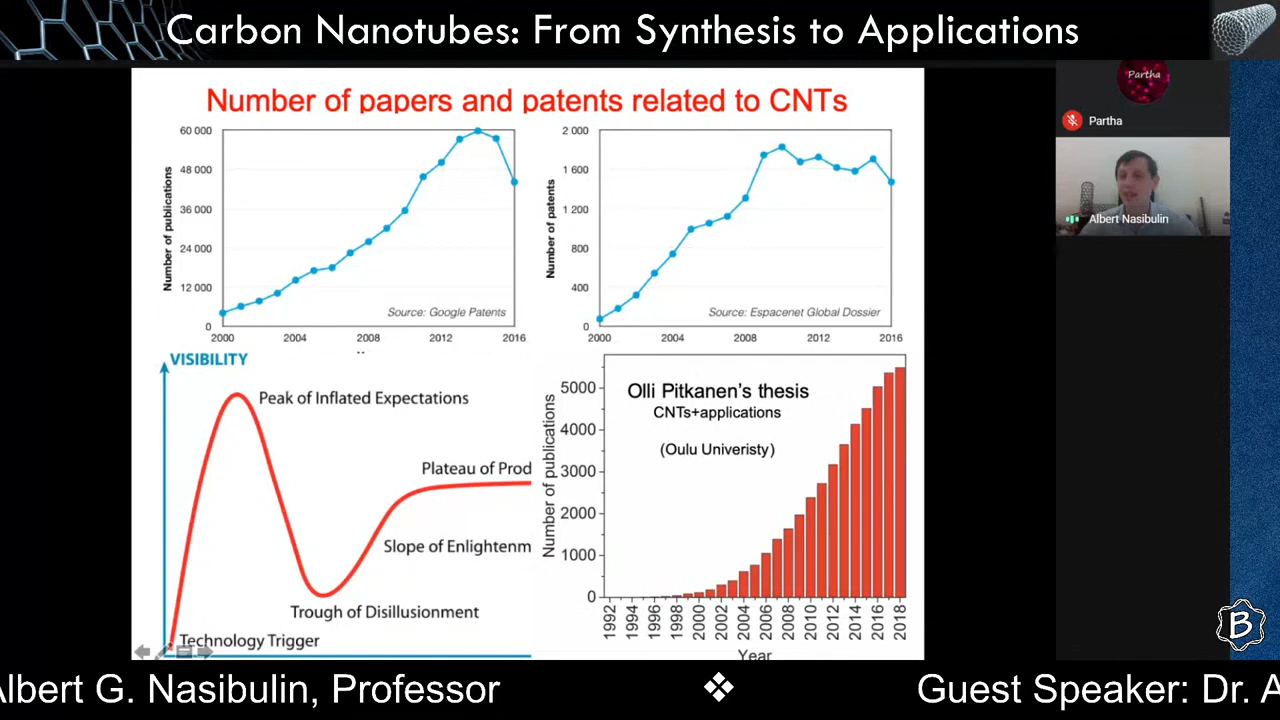 Carbon Nanotubes: From Synthesis to Applications
Number of papers and patents related to CNTs
60 000
48 000
36 000
24 000
12 000
0
Number of publications
Source: Google Patents
2000 2004 2008 2012 2016
2 000
1 600
1 200
800
400
0
Number of patents
Source: Espacenet Global Dossier
2000 2004 2008 2012 2016
VISIBILITY
Peak of Inflated Expectations
Plateau of Prod
Slope of Enlightenm
Trough of Disillusionment
Technology Trigger
Olli Pitkanen's thesis
CNTs+applications
(Oulu Univeristy)
5000
4000
3000
2000
1000
0
Number of publications
1992 1994 1996 1998 2000 2002 2004 2006 2008 2010 2012 2014 2016 2018
Year
Partha
Partha
Albert Nasibulin
B
Albert G. Nasibulin, Professor ❖ Guest Speaker: Dr. A